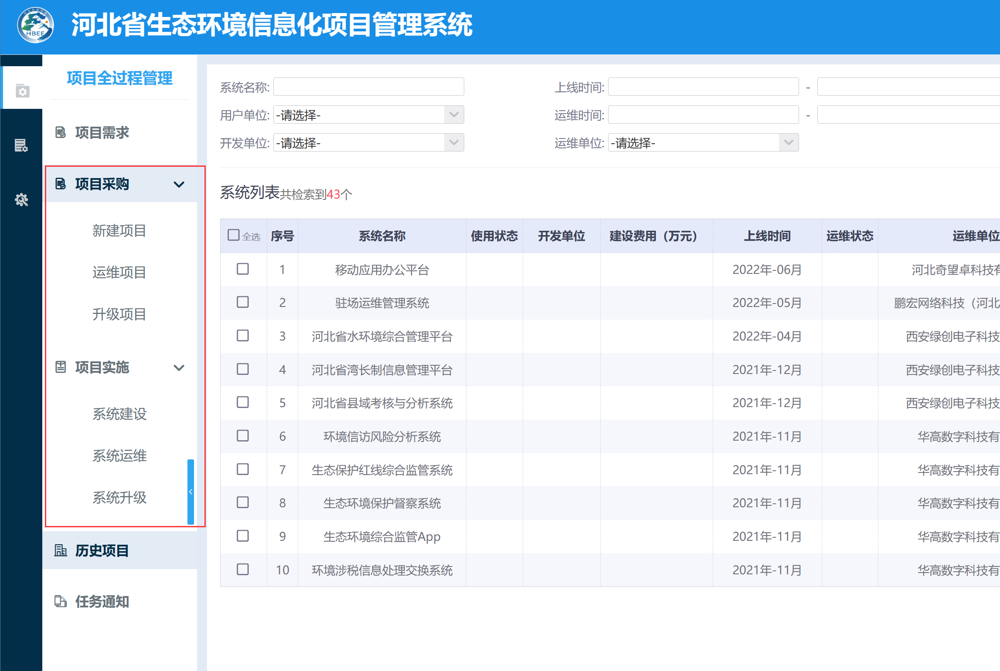 HBEE
河北省生态环境信息化项目管理系统
项目全过程管理
项目需求
项目采购
新建项目
运维项目
升级项目
项目实施
系统建设
系统运维
系统升级
历史项目
任务通知
系统名称:
上线时间: -
用户单位: -请选择-
运维时间: -
开发单位: -请选择-
运维单位: -请选择-
系统列表共检索到43个
全选 序号 系统名称 使用状态 开发单位 建设费用（万元） 上线时间 运维状态 运维单位
1 移动应用办公平台 2022年-06月 河北奇望卓科技有
2 驻场运维管理系统 2022年-05月 鹏宏网络科技（河北
3 河北省水环境综合管理平台 2022年-04月 西安绿创电子科技
4 河北省湾长制信息管理平台 2021年-12月 西安绿创电子科技
5 河北省县域考核与分析系统 2021年-12月 西安绿创电子科技
6 环境信访风险分析系统 2021年-11月 华高数字科技有
7 生态保护红线综合监管系统 2021年-11月 华高数字科技有
8 生态环境保护督察系统 2021年-11月 华高数字科技有
9 生态环境综合监管App 2021年-11月 华高数字科技有
10 环境涉税信息处理交换系统 2021年-11月 华高数字科技有